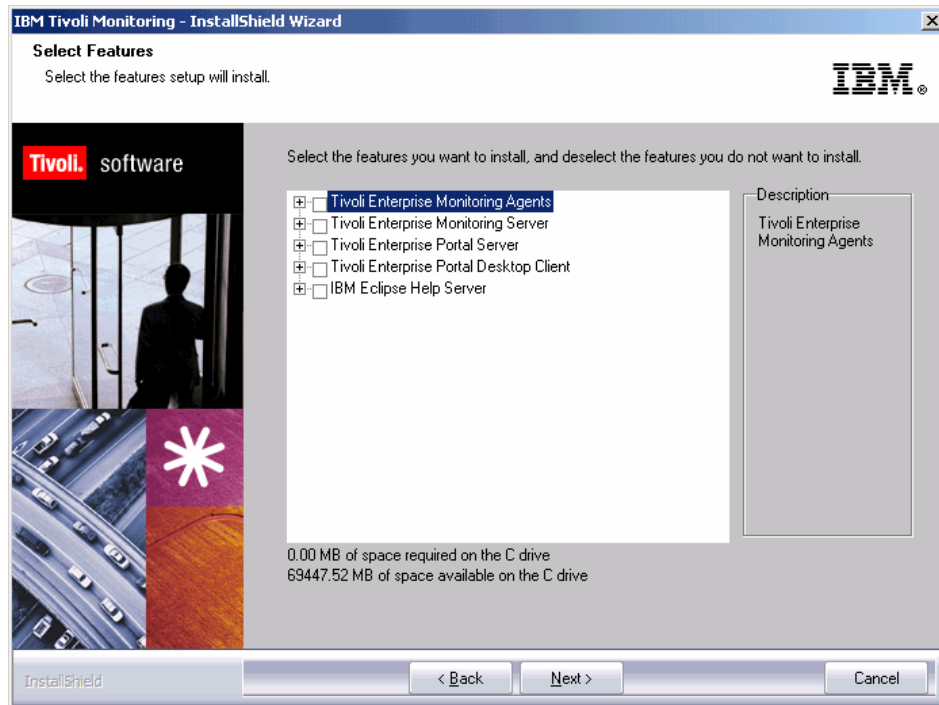 IBM Tivoli Monitoring - InstallShield Wizard
Select Features
Select the features setup will install.
IBM®
Tivoli. software
Select the features you want to install, and deselect the features you do not want to install.
Tivoli Enterprise Monitoring Agents
Tivoli Enterprise Monitoring Server
Tivoli Enterprise Portal Server
Tivoli Enterprise Portal Desktop Client
IBM Eclipse Help Server
Description
Tivoli Enterprise
Monitoring Agents
0.00 MB of space required on the C drive
69447.52 MB of space available on the C drive
InstallShield
< Back
Next >
Cancel